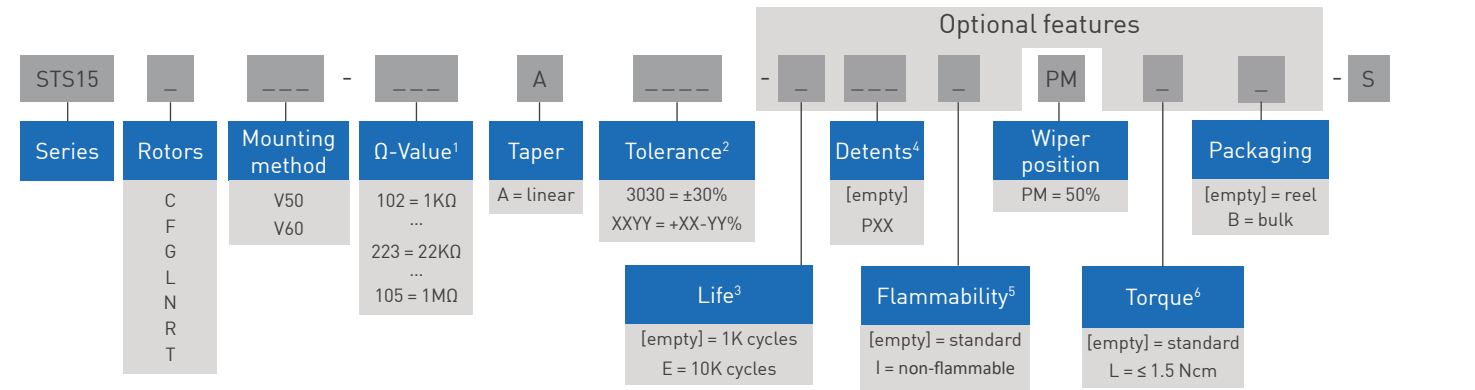 Optional features
STS15 _ _ _ _ - _ _ _ A _ _ _ _ - _ _ _ _ _ PM _ _ - S
Series
Rotors
C
F
G
L
N
R
T
Mounting
method
V50
V60
Ω-Value¹
102 = 1KΩ
...
223 = 22KΩ
...
105 = 1MΩ
Taper
A = linear
Tolerance²
3030 = ±30%
XXYY = +XX-YY%
Life³
[empty] = 1K cycles
E = 10K cycles
Detents⁴
[empty]
PXX
Flammability⁵
[empty] = standard
I = non-flammable
Wiper
position
PM = 50%
Torque⁶
[empty] = standard
L = ≤ 1.5 Ncm
Packaging
[empty] = reel
B = bulk